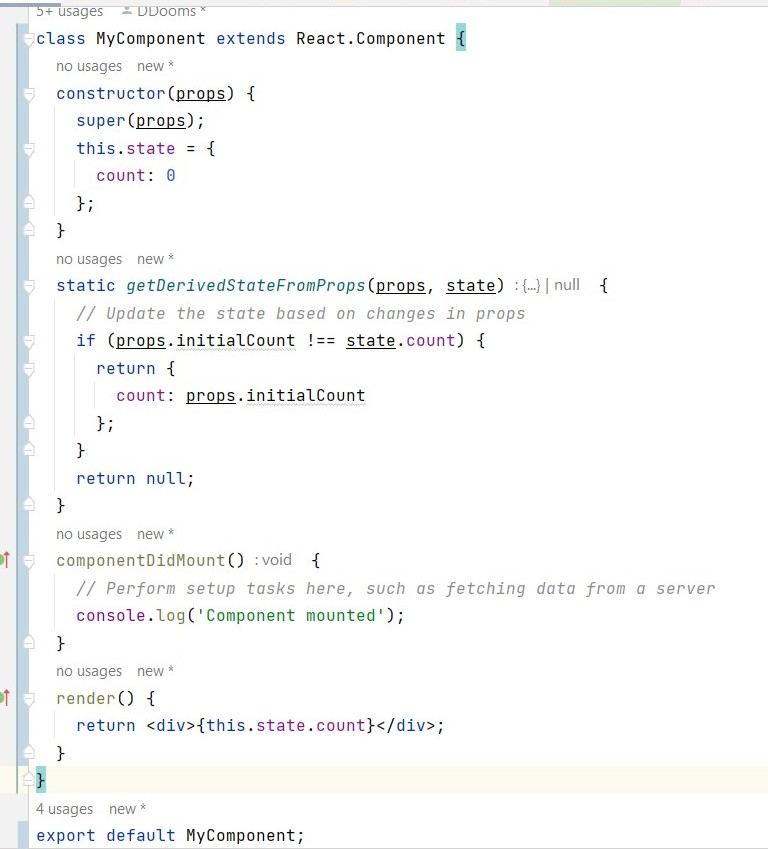 5+ usages DDooms *
class MyComponent extends React.Component {
no usages new *
constructor(props) {
super(props);
this.state = {
count: 0
};
}
no usages new *
static getDerivedStateFromProps(props, state) : {...} | null {
// Update the state based on changes in props
if (props.initialCount !== state.count) {
return {
count: props.initialCount
};
}
return null;
}
no usages new *
componentDidMount() : void {
// Perform setup tasks here, such as fetching data from a server
console.log('Component mounted');
}
no usages new *
render() {
return <div>{this.state.count}</div>;
}
}
4 usages new *
export default MyComponent;